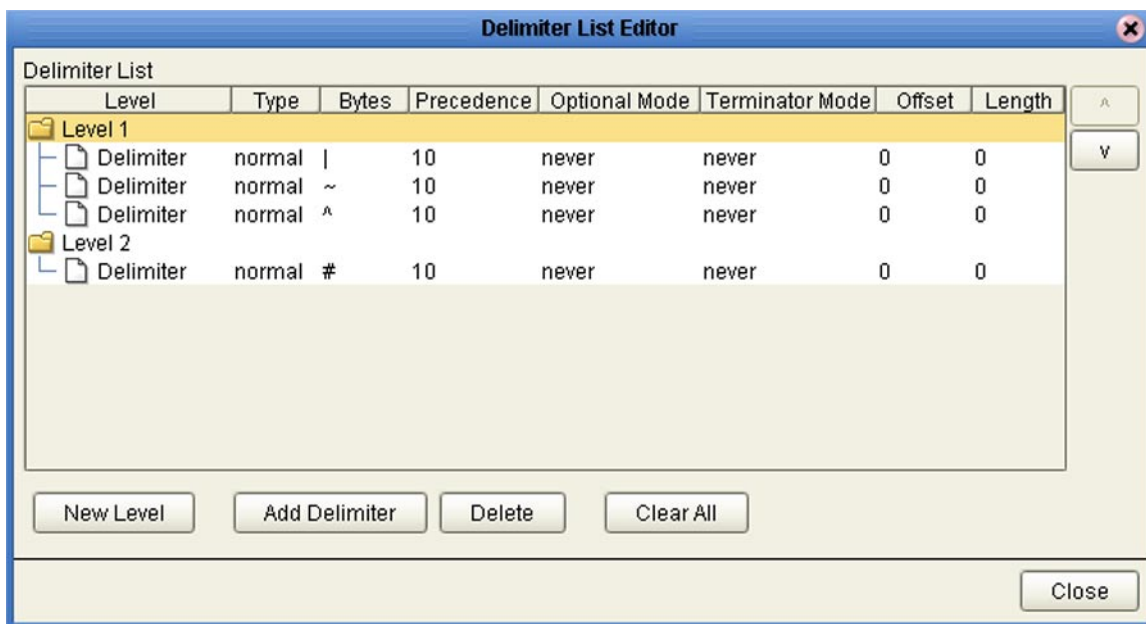 Delimiter List Editor
Delimiter List
Level Type Bytes Precedence Optional Mode Terminator Mode Offset Length
^
Level 1
v
Delimiter normal | 10 never never 0 0
Delimiter normal ~ 10 never never 0 0
Delimiter normal ^ 10 never never 0 0
Level 2
Delimiter normal # 10 never never 0 0
New Level Add Delimiter Delete Clear All
Close